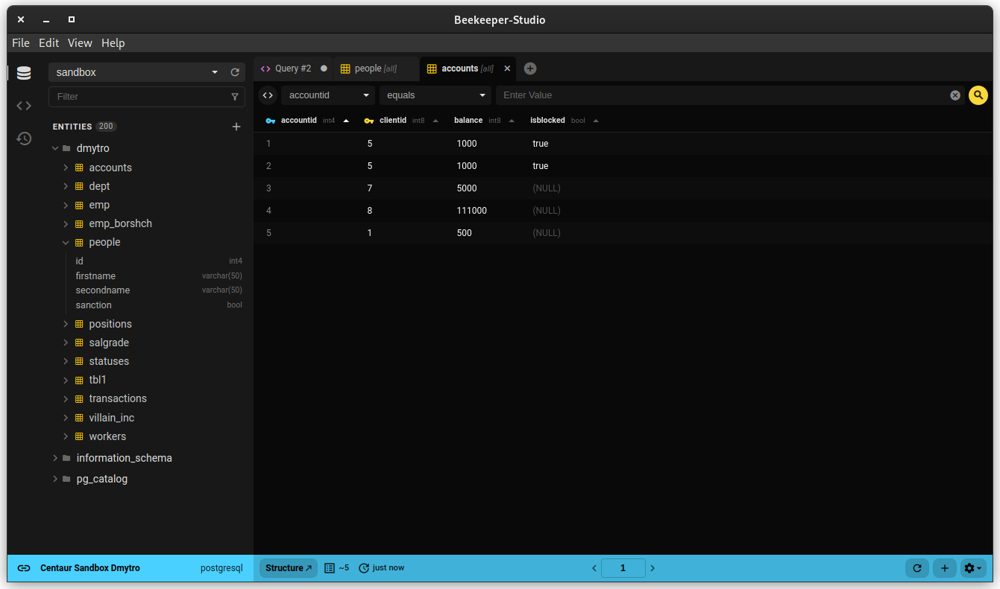 Beekeeper-Studio
File Edit View Help
sandbox
Query #2 people [all] accounts [all]
Filter
accountid equals Enter Value
ENTITIES 200
accountid int4 clientid int8 balance int8 isblocked bool
1 5 1000 true
2 5 1000 true
3 7 5000 (NULL)
4 8 111000 (NULL)
5 1 500 (NULL)
dmytro
accounts
dept
emp
emp_borshch
people
id int4
firstname varchar(50)
secondname varchar(50)
sanction bool
positions
salgrade
statuses
tbl1
transactions
villain_inc
workers
information_schema
pg_catalog
Centaur Sandbox Dmytro postgresql
Structure ~5 just now 1